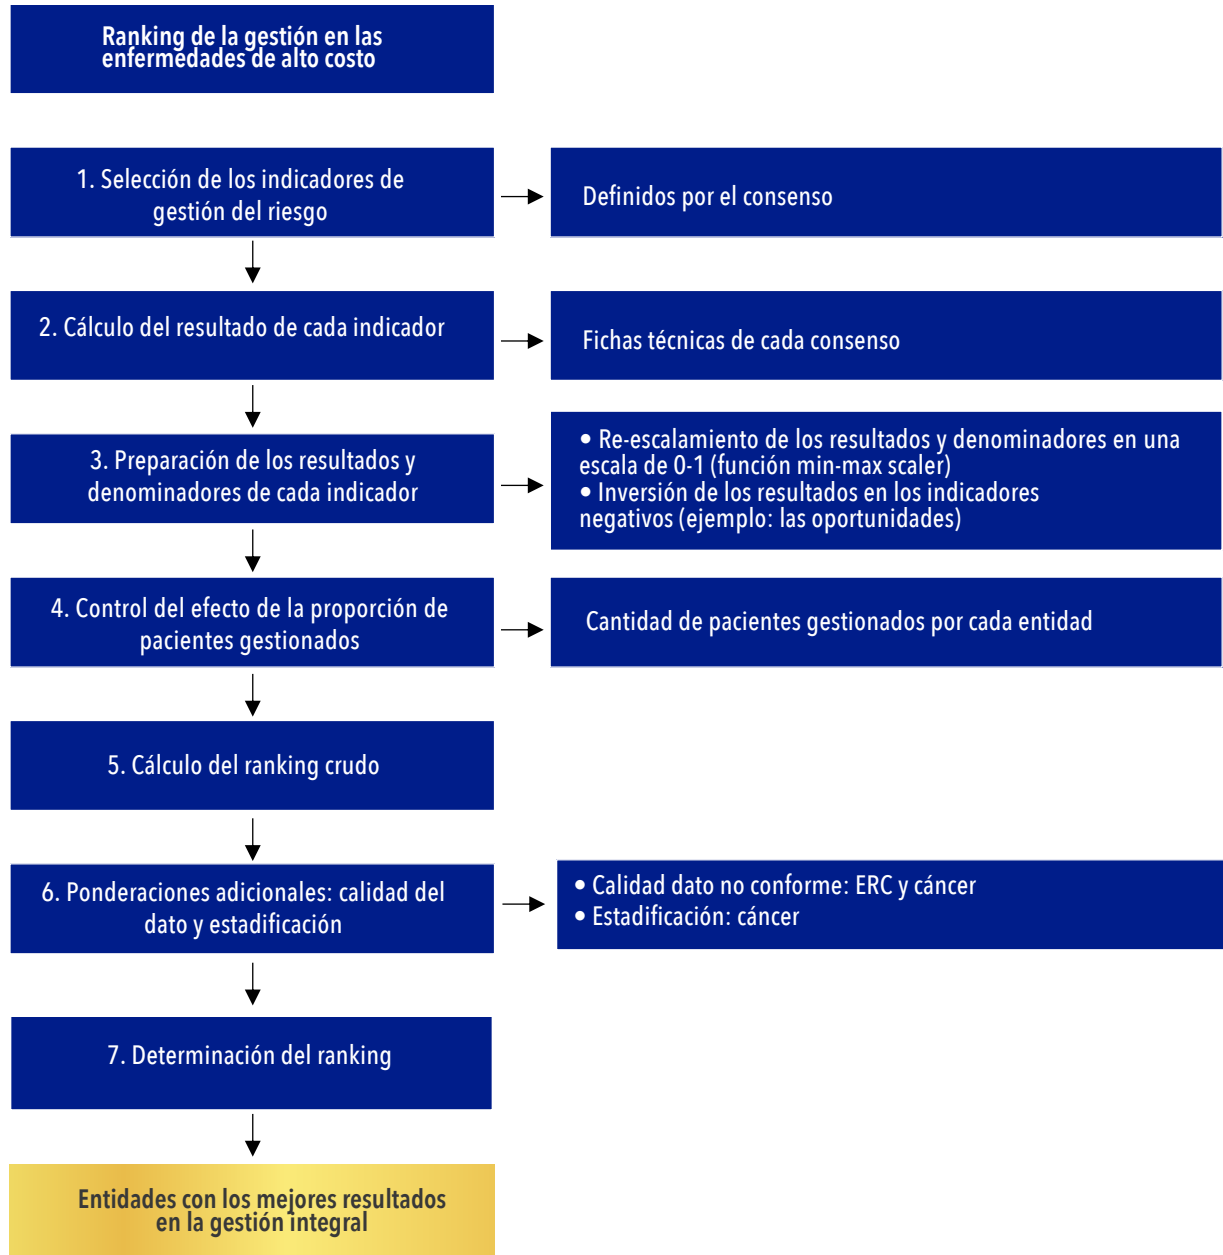 Ranking de la gestión en las
enfermedades de alto costo
1. Selección de los indicadores de
gestión del riesgo
Definidos por el consenso
2. Cálculo del resultado de cada indicador
Fichas técnicas de cada consenso
3. Preparación de los resultados y
denominadores de cada indicador
• Re-escalamiento de los resultados y denominadores en una
escala de 0-1 (función min-max scaler)
• Inversión de los resultados en los indicadores
negativos (ejemplo: las oportunidades)
4. Control del efecto de la proporción de
pacientes gestionados
Cantidad de pacientes gestionados por cada entidad
5. Cálculo del ranking crudo
6. Ponderaciones adicionales: calidad del
dato y estadificación
• Calidad dato no conforme: ERC y cáncer
• Estadificación: cáncer
7. Determinación del ranking
Entidades con los mejores resultados
en la gestión integral